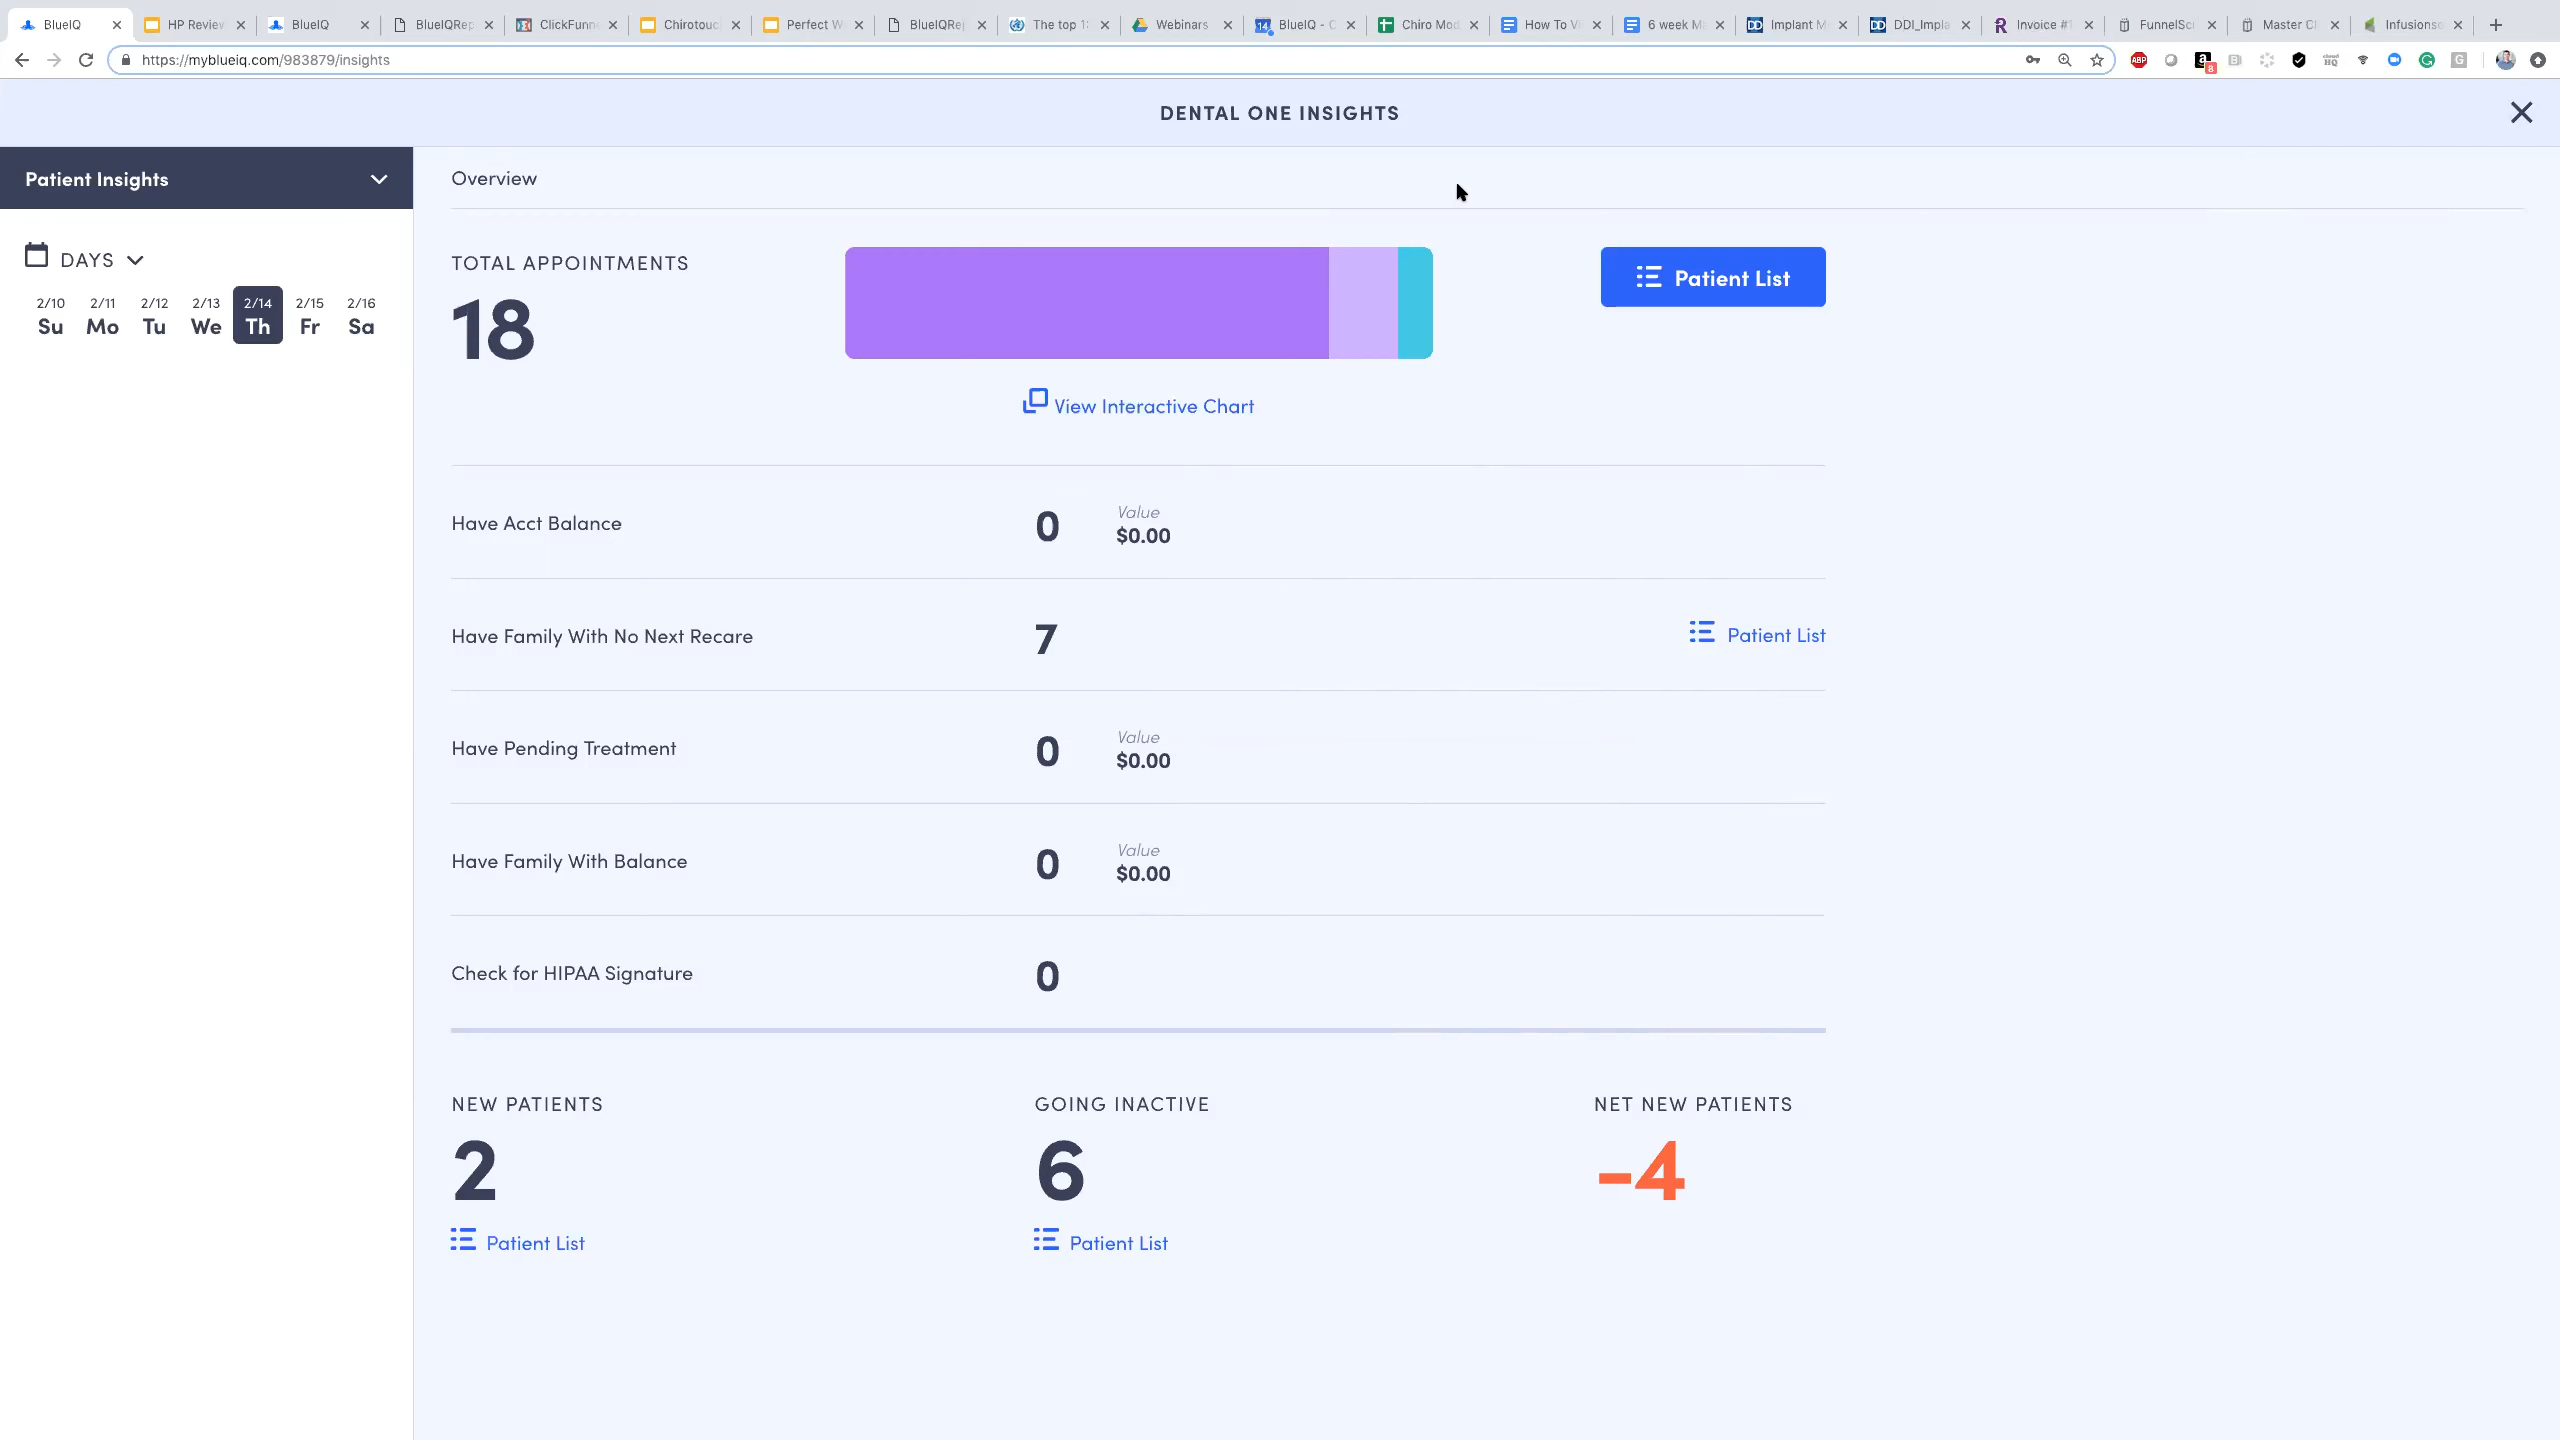 BlueIQ HP Review BlueIQ BlueIQRep ClickFunn Chirotouc Perfect W BlueIQRep The top 1 Webinars BlueIQ - C Chiro Mod How To Vi 6 week Ma Implant M DDI_Impla Invoice #1 FunnelScr Master Cl Infusionso
https://myblueiq.com/983879/insights
DENTAL ONE INSIGHTS
Patient Insights
DAYS
2/10 2/11 2/12 2/13 2/14 2/15 2/16
Su Mo Tu We Th Fr Sa
Overview
TOTAL APPOINTMENTS
18
Patient List
View Interactive Chart
Have Acct Balance 0 Value
$0.00
Have Family With No Next Recare 7 Patient List
Have Pending Treatment 0 Value
$0.00
Have Family With Balance 0 Value
$0.00
Check for HIPAA Signature 0
NEW PATIENTS GOING INACTIVE NET NEW PATIENTS
2 6 -4
Patient List Patient List